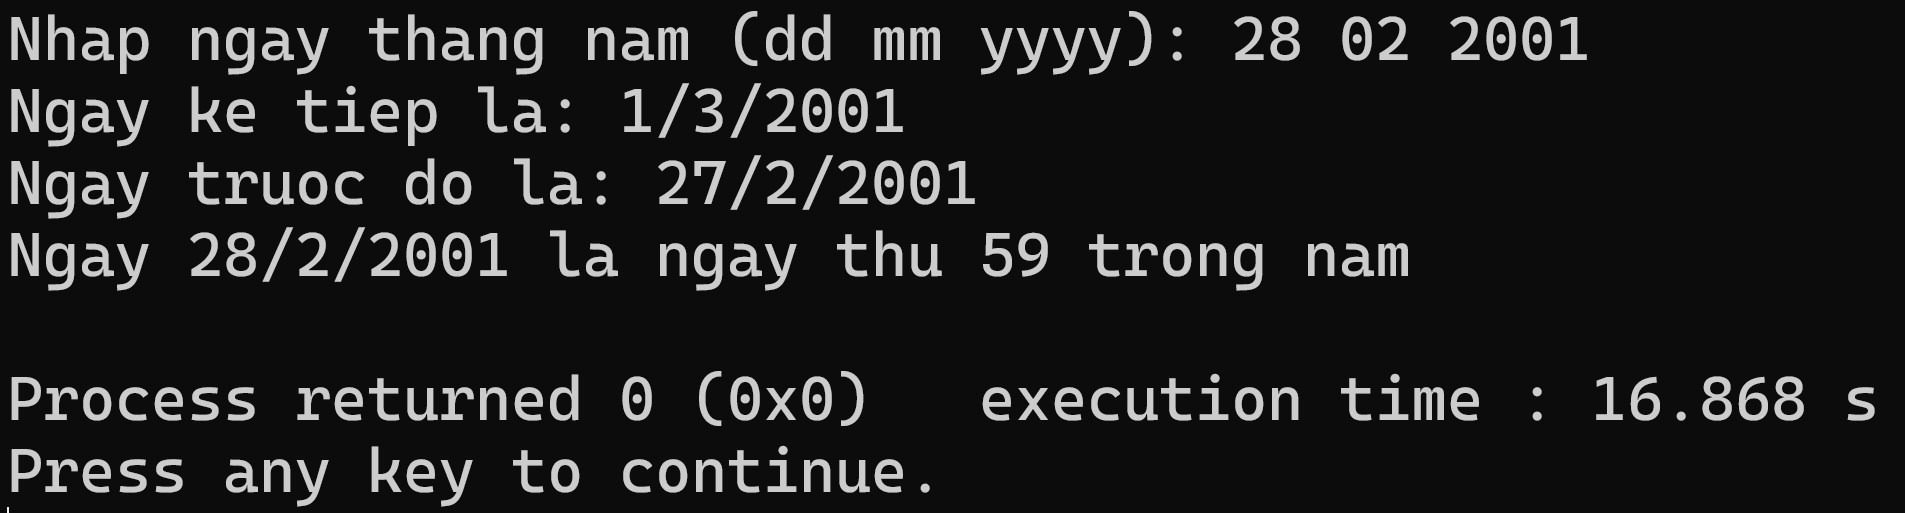 Nhap ngay thang nam (dd mm yyyy): 28 02 2001
Ngay ke tiep la: 1/3/2001
Ngay truoc do la: 27/2/2001
Ngay 28/2/2001 la ngay thu 59 trong nam
Process returned 0 (0x0)   execution time : 16.868 s
Press any key to continue.